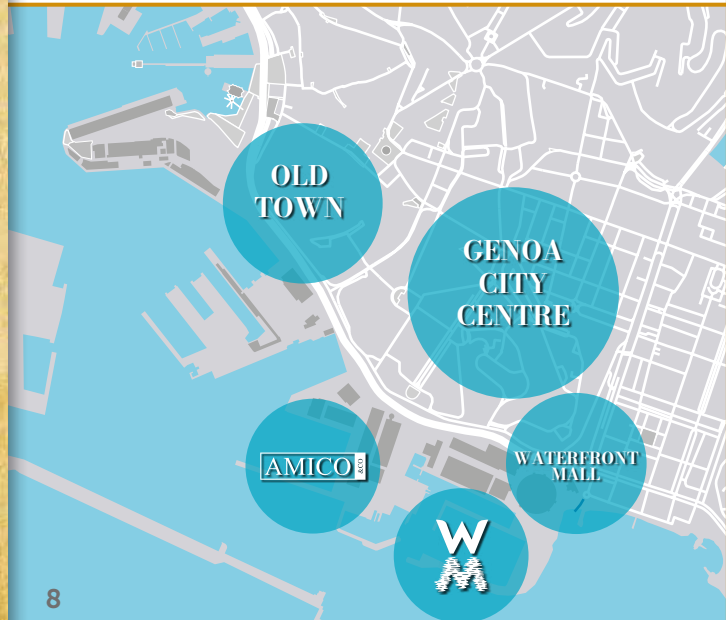 OLD
TOWN
GENOA
CITY
CENTRE
AMICO &CO
WATERFRONT
MALL
W
M
8